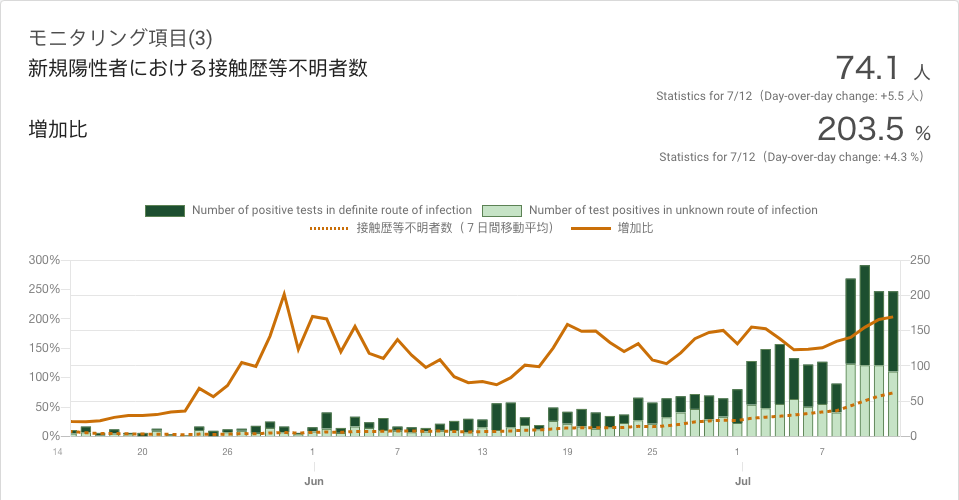 モニタリング項目(3)
新規陽性者における接触歴等不明者数
74.1 人
Statistics for 7/12（Day-over-day change: +5.5 人）
増加比
203.5 %
Statistics for 7/12（Day-over-day change: +4.3 %）
Number of positive tests in definite route of infection Number of test positives in unknown route of infection
接触歴等不明者数（７日間移動平均） 増加比
300% 250
250% 200
200% 150
150% 100
100% 50
50% 0
0%
14 20 26 1 7 13 19 25 1 7
Jun Jul